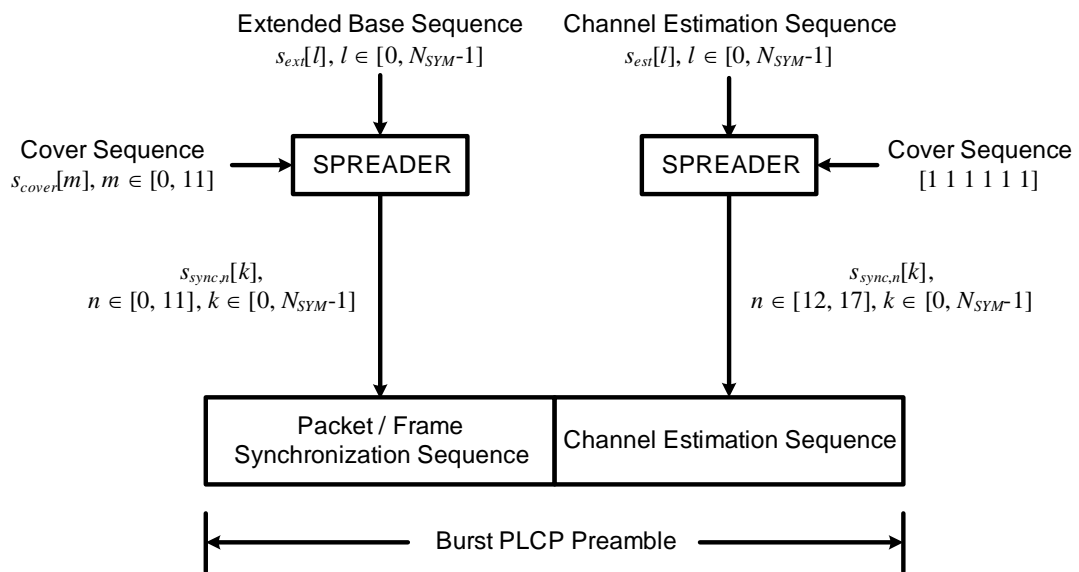 Extended Base Sequence
s_ext[l], l ∈ [0, N_SYM-1]
Channel Estimation Sequence
s_est[l], l ∈ [0, N_SYM-1]
Cover Sequence
s_cover[m], m ∈ [0, 11]
SPREADER
SPREADER
Cover Sequence
[1 1 1 1 1 1]
s_sync,n[k],
n ∈ [0, 11], k ∈ [0, N_SYM-1]
s_sync,n[k],
n ∈ [12, 17], k ∈ [0, N_SYM-1]
Packet / Frame
Synchronization Sequence
Channel Estimation Sequence
Burst PLCP Preamble